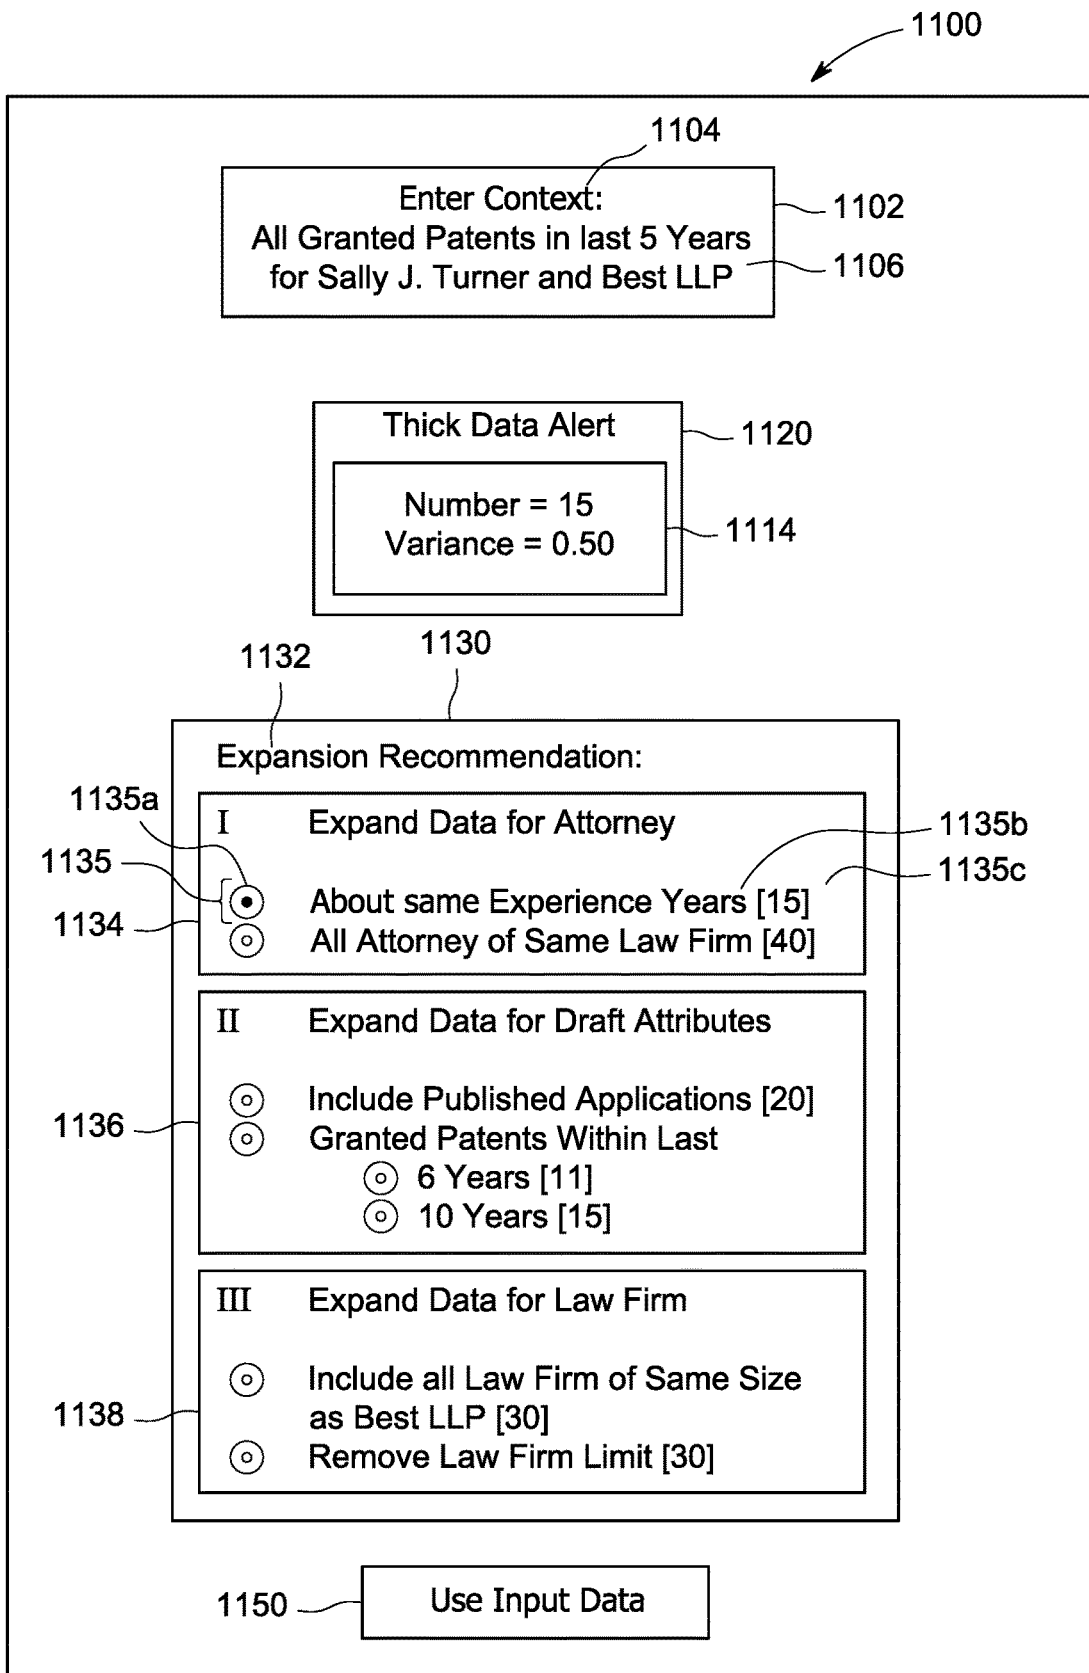 1100
1104
Enter Context:
1102
All Granted Patents in last 5 Years
for Sally J. Turner and Best LLP
1106
Thick Data Alert
1120
Number = 15
Variance = 0.50
1114
1130
1132
Expansion Recommendation:
1135a
I Expand Data for Attorney
1135b
1135
1135c
About same Experience Years [15]
1134
All Attorney of Same Law Firm [40]
II Expand Data for Draft Attributes
Include Published Applications [20]
1136
Granted Patents Within Last
6 Years [11]
10 Years [15]
III Expand Data for Law Firm
Include all Law Firm of Same Size
1138
as Best LLP [30]
Remove Law Firm Limit [30]
1150
Use Input Data